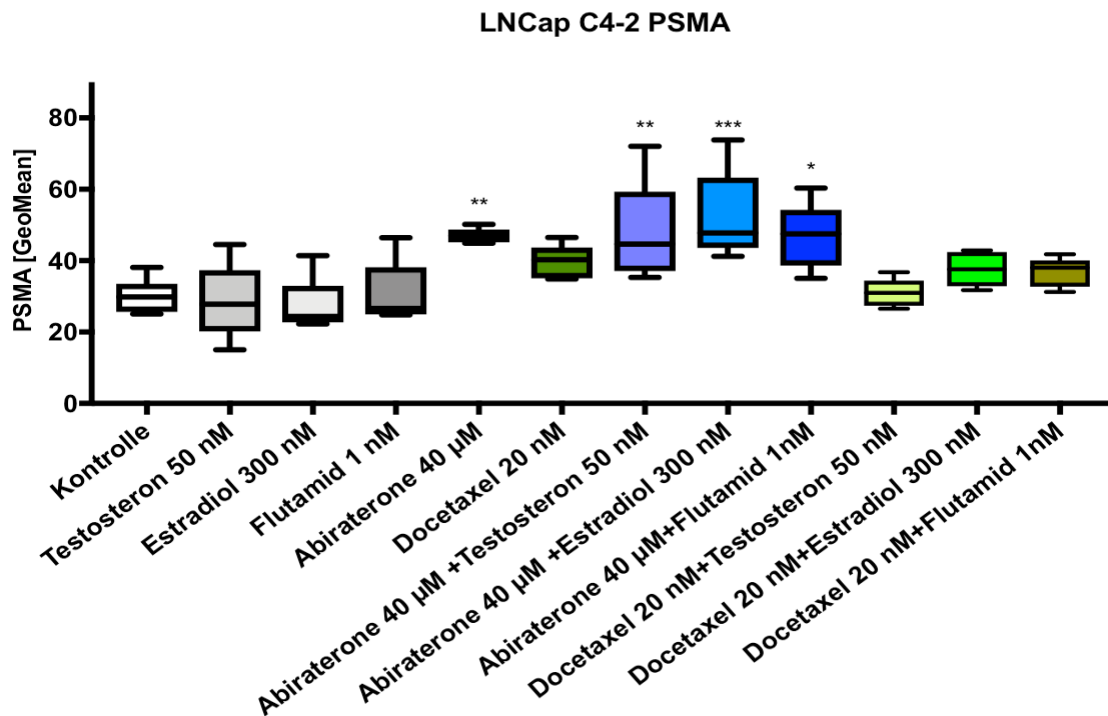 LNCap C4-2 PSMA
PSMA [GeoMean]
80
60
40
20
0
**
**
***
*
Kontrolle
Testosteron 50 nM
Estradiol 300 nM
Flutamid 1 nM
Abiraterone 40 µM
Docetaxel 20 nM
Abiraterone 40 µM +Testosteron 50 nM
Abiraterone 40 µM +Estradiol 300 nM
Abiraterone 40 µM+Flutamid 1nM
Docetaxel 20 nM+Testosteron 50 nM
Docetaxel 20 nM+Estradiol 300 nM
Docetaxel 20 nM+Flutamid 1nM